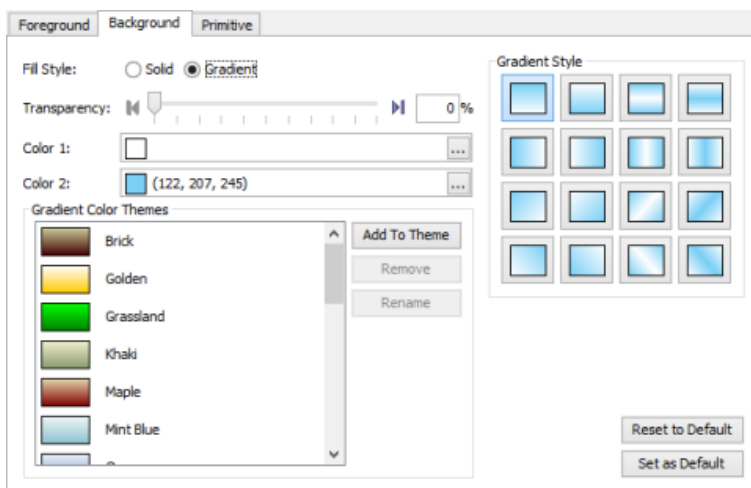 Foreground Background Primitive
Fill Style: Solid Gradient
Gradient Style
Transparency: 0 %
Color 1: ...
Color 2: (122, 207, 245) ...
Gradient Color Themes
Brick
Add To Theme
Golden
Remove
Grassland
Rename
Khaki
Maple
Mint Blue
Reset to Default
Set as Default